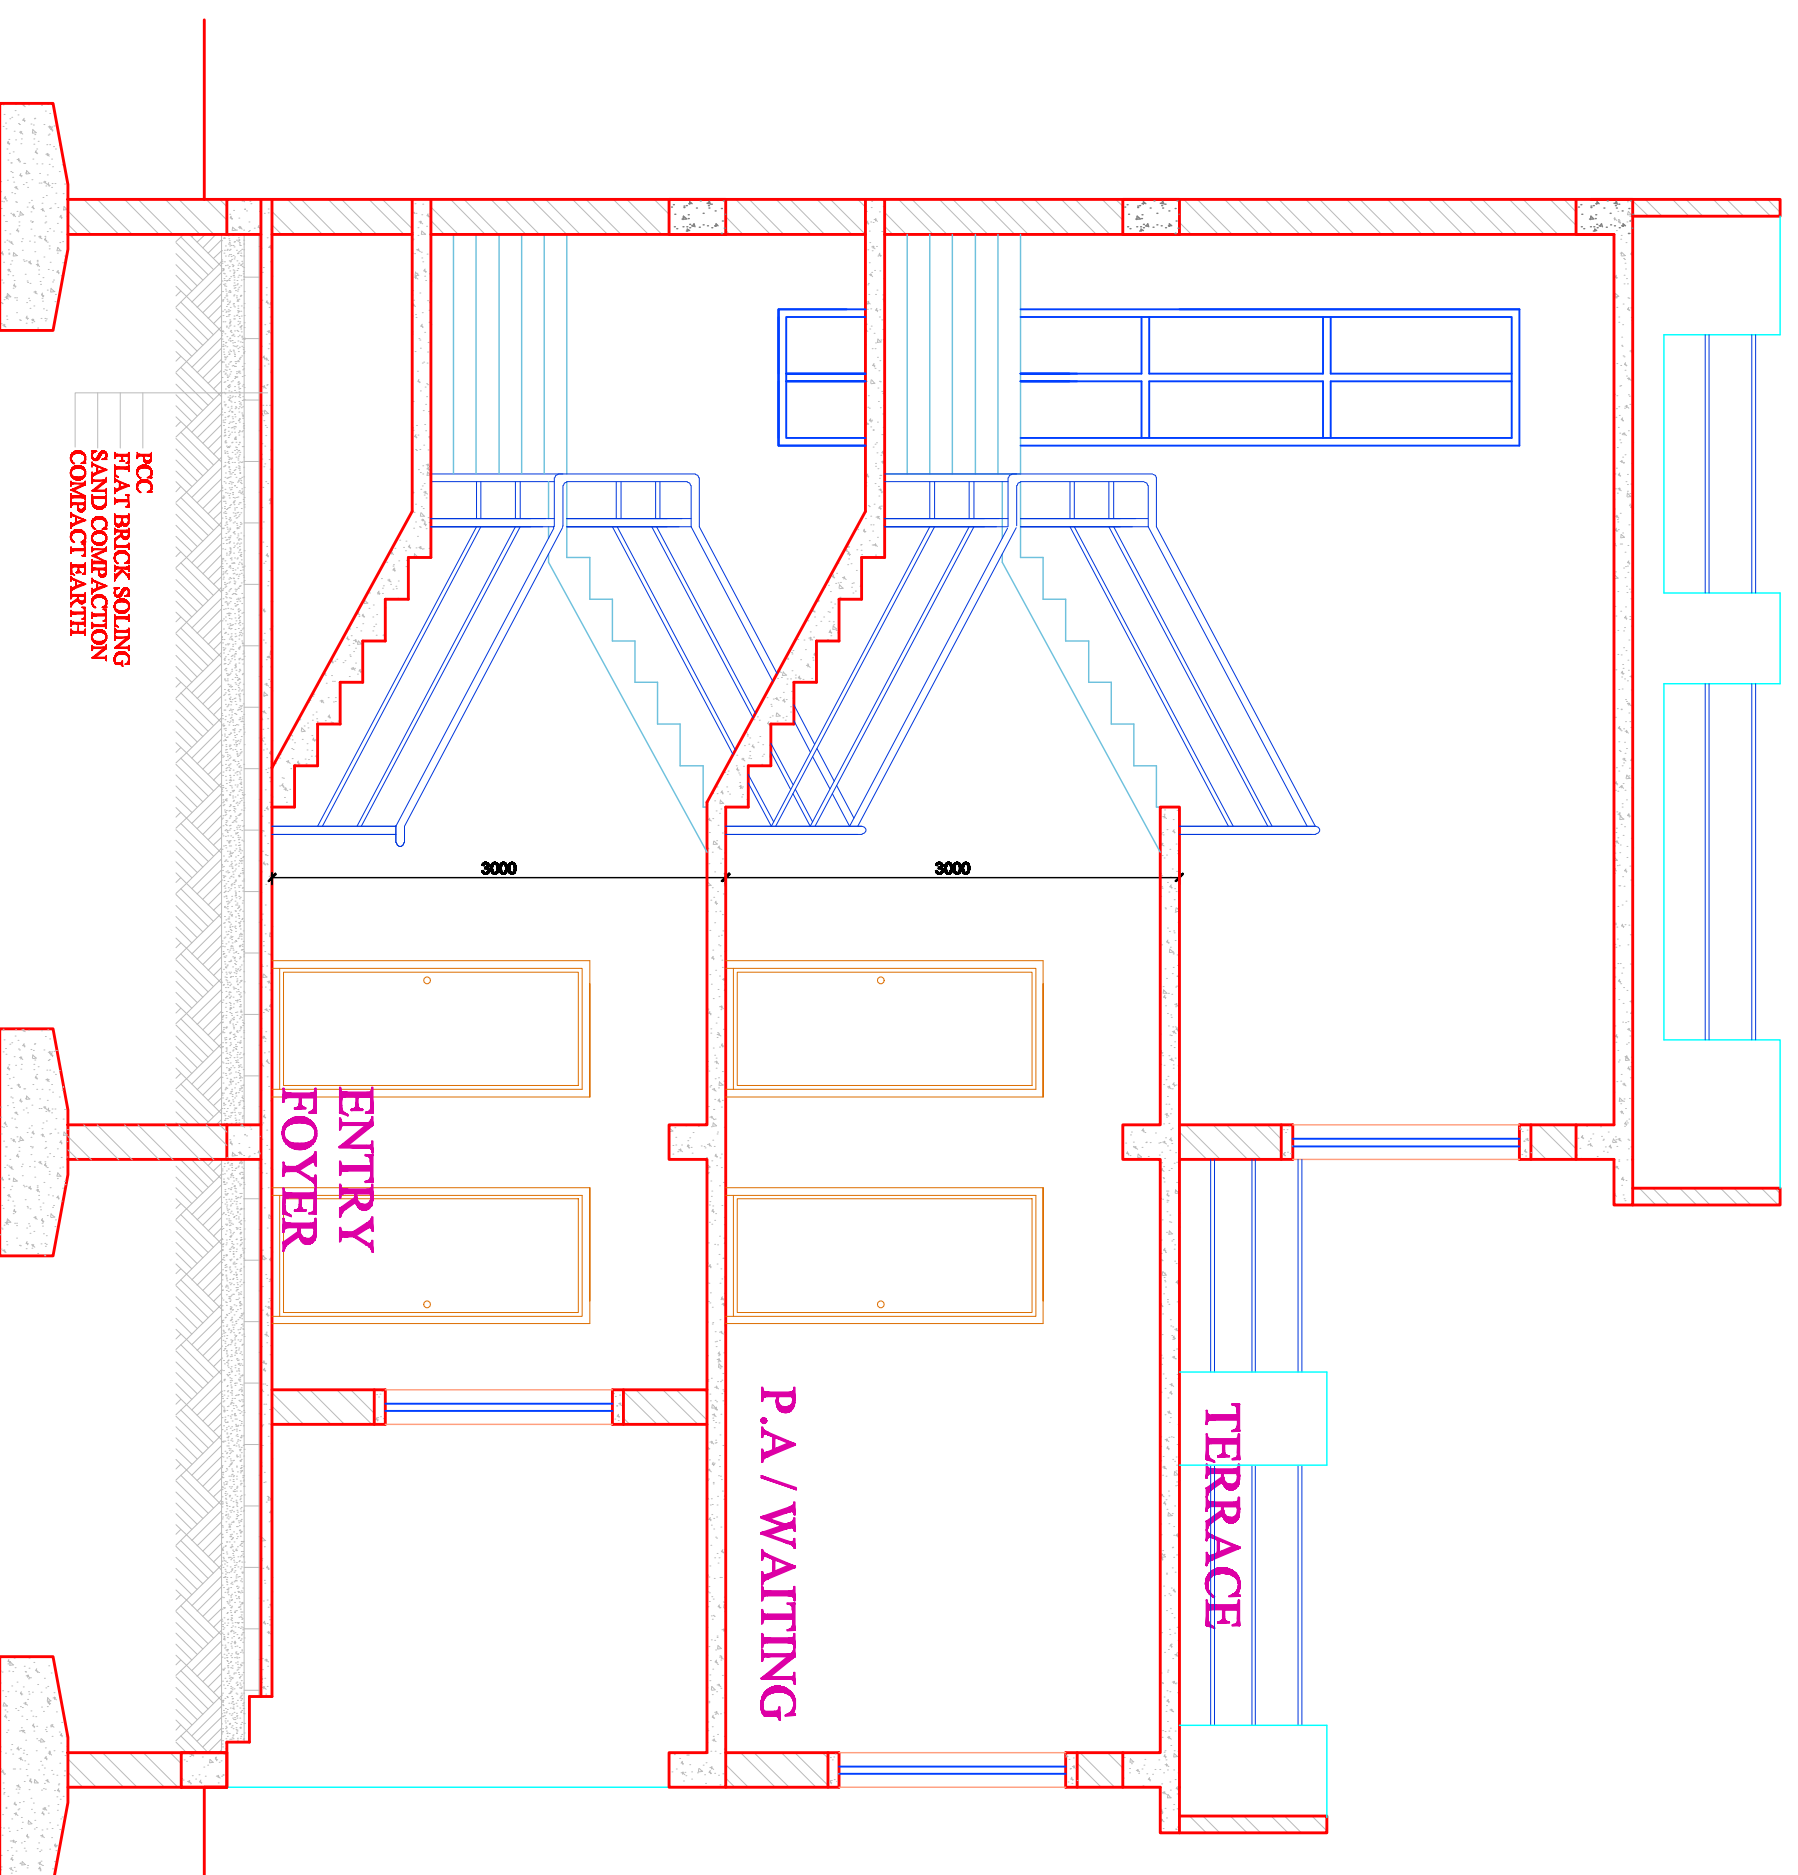 TERRACE
3000
P.A / WAITING
3000
ENTRY
FOYER
PCC
FLAT BRICK SOLING
SAND COMPACTION
COMPACT EARTH